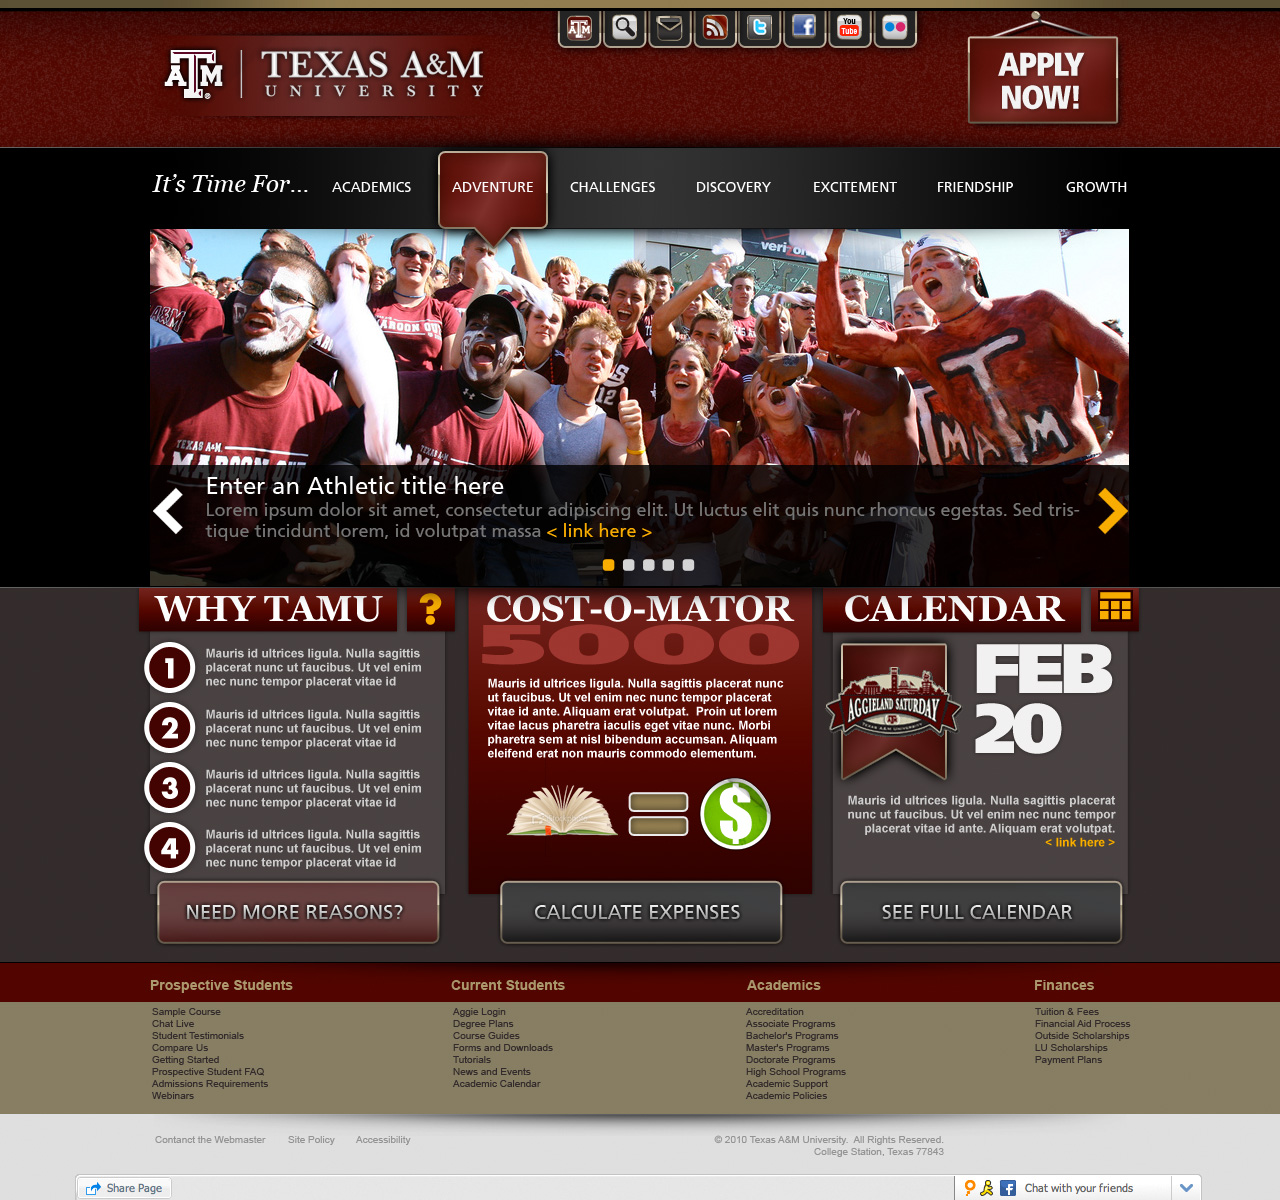 You Tube
ATM
TEXAS A&M
UNIVERSITY
APPLY
NOW!
It's Time For...
ACADEMICS
ADVENTURE
CHALLENGES
DISCOVERY
EXCITEMENT
FRIENDSHIP
GROWTH
verizon
A&M
MAROON OUT
12
TEXAS A&M
MAROON OUT
TEXAS A&M
ATM
Enter an Athletic title here
Lorem ipsum dolor sit amet, consectetur adipiscing elit. Ut luctus elit quis nunc rhoncus egestas. Sed tris-
tique tincidunt lorem, id volutpat massa < link here >
WHY TAMU
?
1
Mauris id ultrices ligula. Nulla sagittis
placerat nunc ut faucibus. Ut vel enim
nec nunc tempor placerat vitae id
2
Mauris id ultrices ligula. Nulla sagittis
placerat nunc ut faucibus. Ut vel enim
nec nunc tempor placerat vitae id
3
Mauris id ultrices ligula. Nulla sagittis
placerat nunc ut faucibus. Ut vel enim
nec nunc tempor placerat vitae id
4
Mauris id ultrices ligula. Nulla sagittis
placerat nunc ut faucibus. Ut vel enim
nec nunc tempor placerat vitae id
NEED MORE REASONS?
COST-O-MATOR
5000
Mauris id ultrices ligula. Nulla sagittis placerat nunc
ut faucibus. Ut vel enim nec nunc tempor placerat
vitae id ante. Aliquam erat volutpat.  Proin ut lorem
vitae lacus pharetra iaculis eget vitae nunc. Morbi
pharetra sem at nisl bibendum accumsan. Aliquam
eleifend erat non mauris commodo elementum.
$
CALCULATE EXPENSES
CALENDAR
AGGIELAND SATURDAY
TEXAS A&M UNIVERSITY
FEB
20
Mauris id ultrices ligula. Nulla sagittis placerat
nunc ut faucibus. Ut vel enim nec nunc tempor
placerat vitae id ante. Aliquam erat volutpat.
< link here >
SEE FULL CALENDAR
Prospective Students
Sample Course
Chat Live
Student Testimonials
Compare Us
Getting Started
Prospective Student FAQ
Admissions Requirements
Webinars
Current Students
Aggie Login
Degree Plans
Course Guides
Forms and Downloads
Tutorials
News and Events
Academic Calendar
Academics
Accreditation
Associate Programs
Bachelor's Programs
Master's Programs
Doctorate Programs
High School Programs
Academic Support
Academic Policies
Finances
Tuition & Fees
Financial Aid Process
Outside Scholarships
LU Scholarships
Payment Plans
Contanct the Webmaster
Site Policy
Accessibility
© 2010 Texas A&M University.  All Rights Reserved.
College Station, Texas 77843
Share Page
Chat with your friends